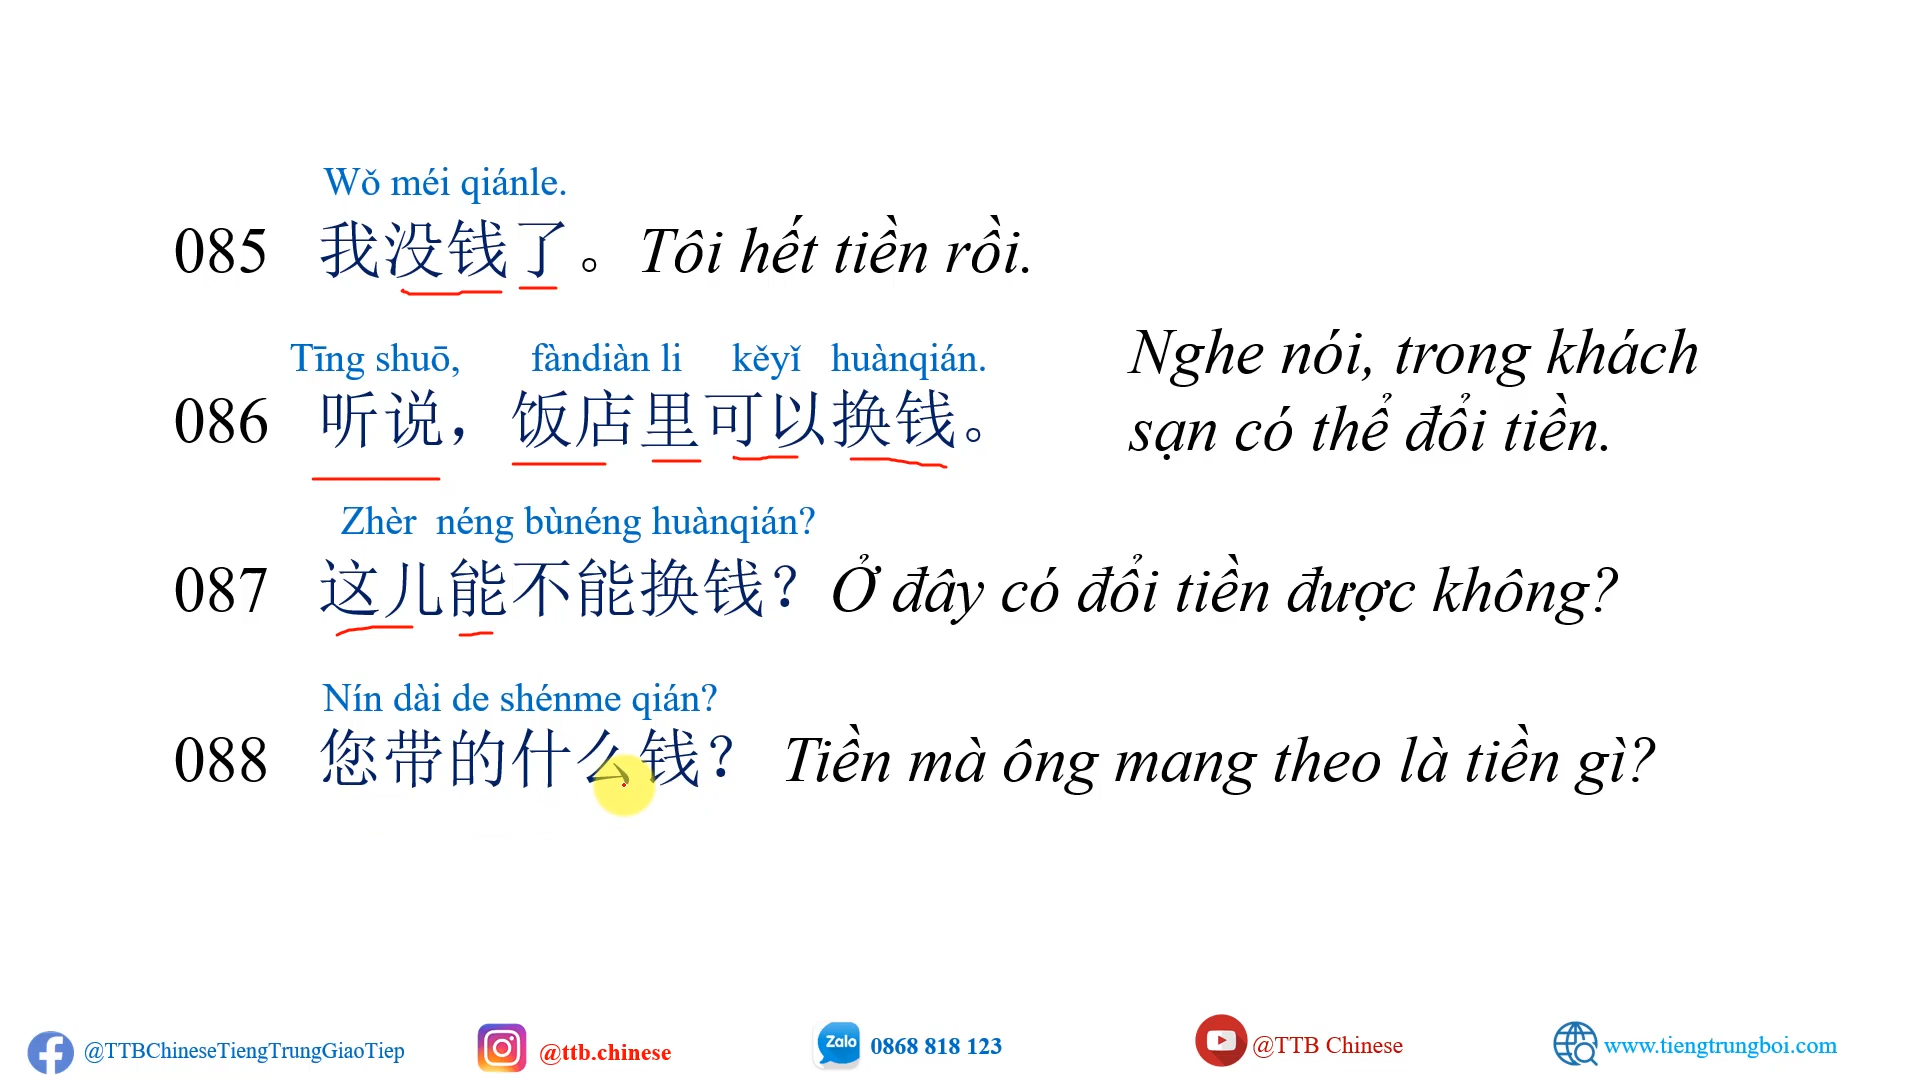 Wǒ méi qiánle.
085 我没钱了。Tôi hết tiền rồi.
Tīng shuō, fàndiàn li kěyǐ huànqián.
086 听说，饭店里可以换钱。
Nghe nói, trong khách
sạn có thể đổi tiền.
Zhèr néng bùnéng huànqián?
087 这儿能不能换钱？Ở đây có đổi tiền được không?
Nín dài de shénme qián?
088 您带的什么钱？ Tiền mà ông mang theo là tiền gì?
@TTBChineseTiengTrungGiaoTiep
@ttb.chinese
Zalo 0868 818 123
@TTB Chinese
www.tiengtrungboi.com